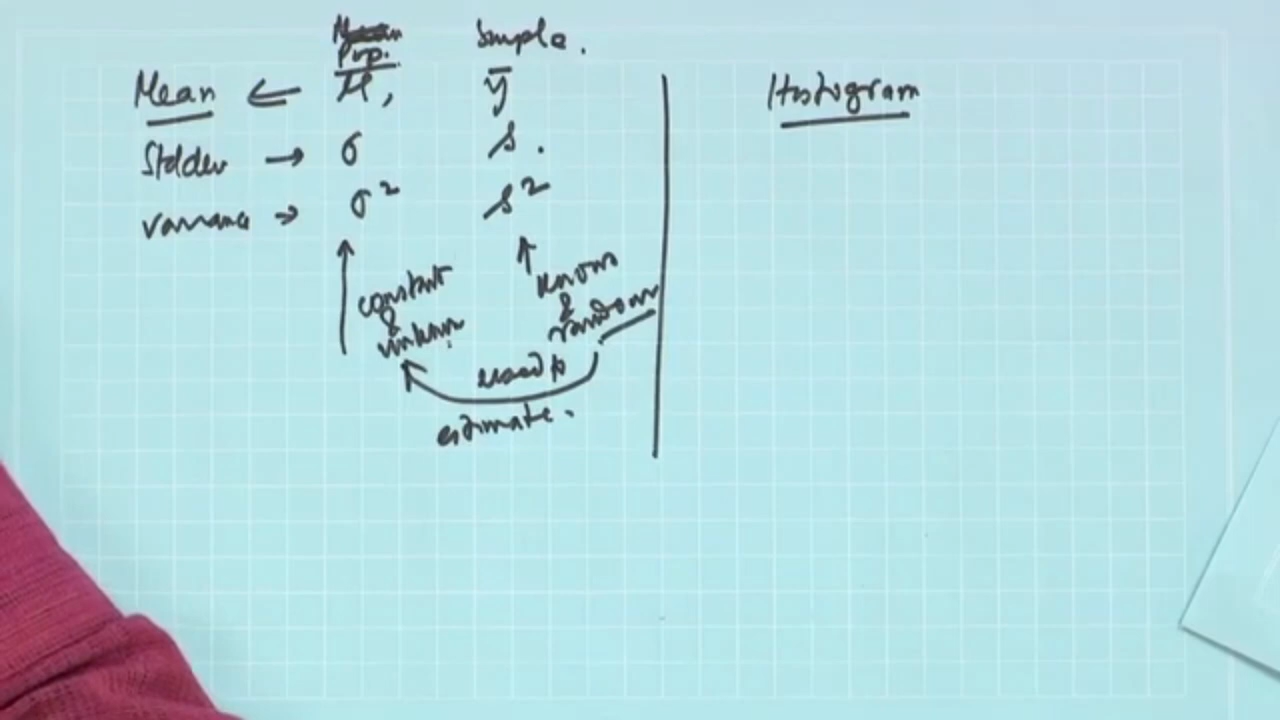 Pop. Sample.
Mean ← μ, ȳ
Stddev → σ s.
variance → σ² s²
constant
&
unknown
known
&
random
used to
estimate.
Histogram